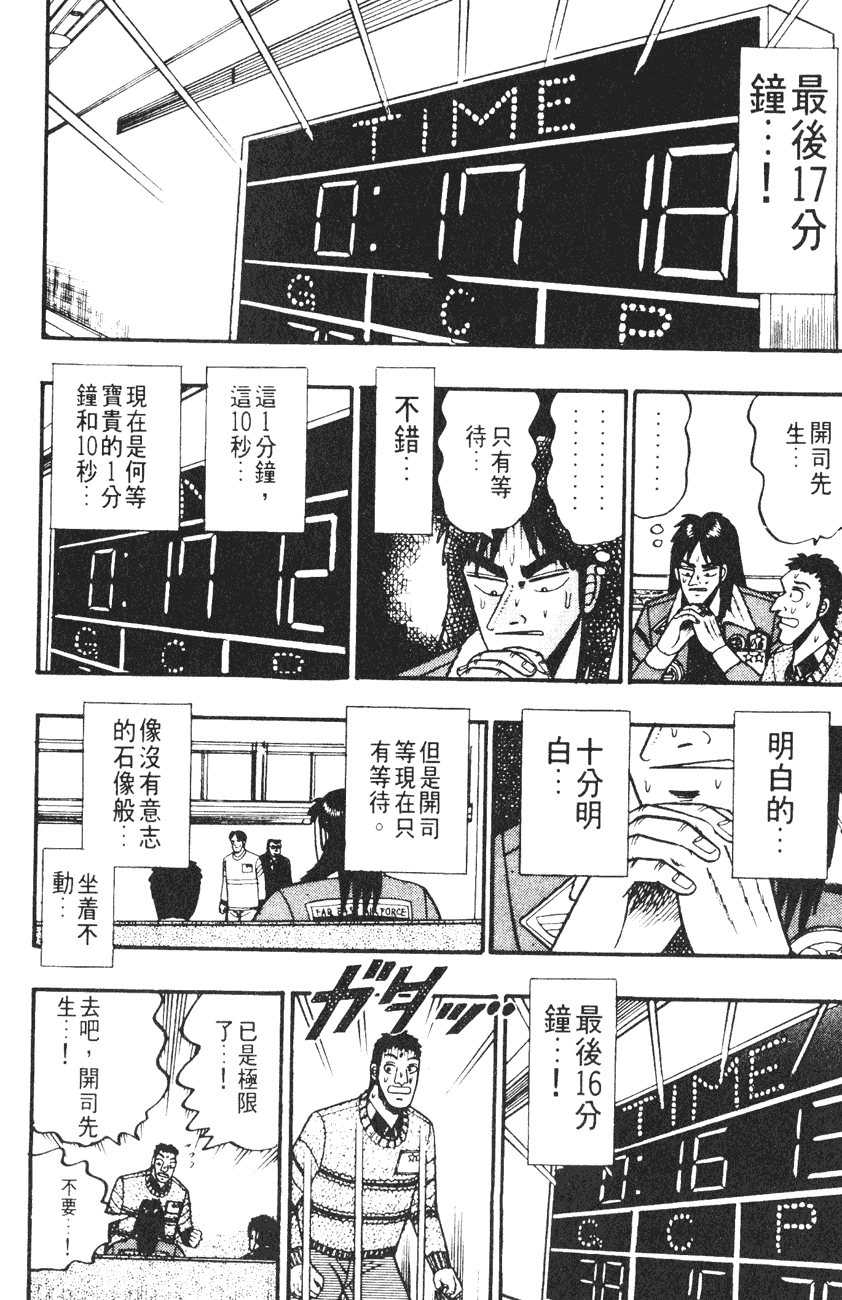 最後17分
鐘…！
TIME
0:17 18
G C P
開司先
生…
………
………
只有等
待…
不錯…
這1分鐘，
這10秒…
現在是何等
寶貴的1分
鐘和10秒…
0:17 12
G C
明白的…
十分明
白…
但是開司
等現在只
有等待。
像沒有意志
的石像般…
坐着不
動…
最後16分
鐘…！
TIME
0:16
G C P
ガタッ
已是極限
了…！
去吧，開司先
生…！
不要…！